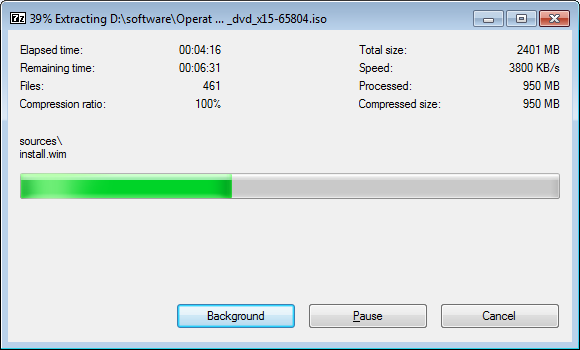 7z 39% Extracting D:\software\Operat ... _dvd_x15-65804.iso
Elapsed time: 00:04:16 Total size: 2401 MB
Remaining time: 00:06:31 Speed: 3800 KB/s
Files: 461 Processed: 950 MB
Compression ratio: 100% Compressed size: 950 MB
sources\
install.wim
Background Pause Cancel